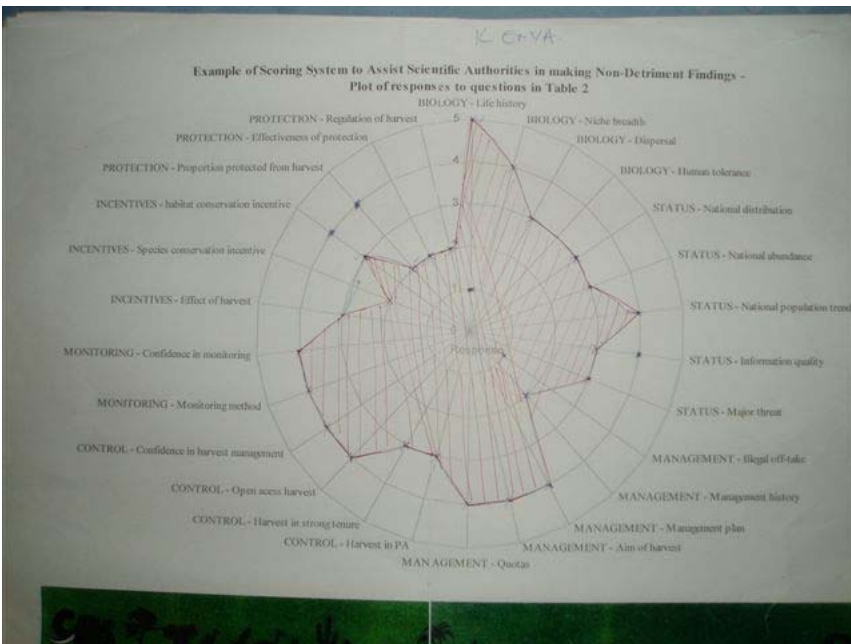 KENYA
Example of Scoring System to Assist Scientific Authorities in making Non-Detriment Findings -
Plot of responses to questions in Table 2
BIOLOGY - Life history
BIOLOGY - Niche breadth
BIOLOGY - Dispersal
BIOLOGY - Human tolerance
STATUS - National distribution
STATUS - National abundance
STATUS - National population trend
STATUS - Information quality
STATUS - Major threat
MANAGEMENT - Illegal off-take
MANAGEMENT - Management history
MANAGEMENT - Management plan
MANAGEMENT - Aim of harvest
MANAGEMENT - Quotas
CONTROL - Harvest in PA
CONTROL - Harvest in strong tenure
CONTROL - Open acess harvest
CONTROL - Confidence in harvest management
MONITORING - Monitoring method
MONITORING - Confidence in monitoring
INCENTIVES - Effect of harvest
INCENTIVES - Species conservation incentive
INCENTIVES - habitat conservation incentive
PROTECTION - Proportion protected from harvest
PROTECTION - Effectiveness of protection
PROTECTION - Regulation of harvest
5
4
3
1
0
Response